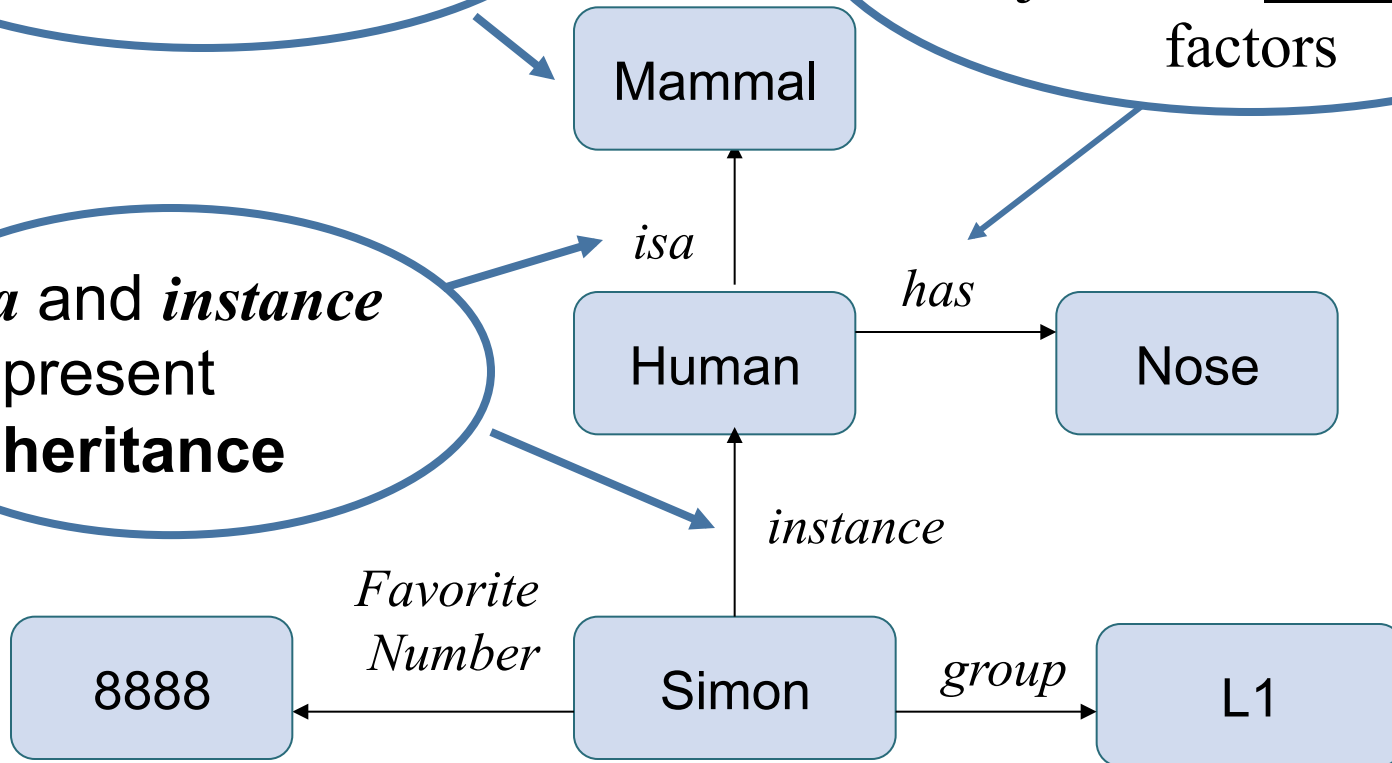 factors
Mammal
isa
has
a and instance
present
heritance
Human
Nose
instance
Favorite
Number
8888
Simon
group
L1